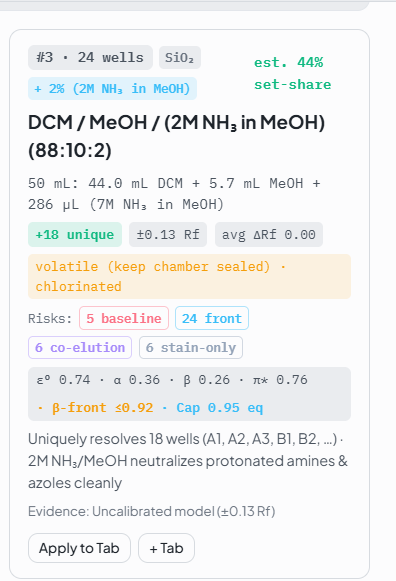 #3 · 24 wells SiO₂
+ 2% (2M NH₃ in MeOH)
est. 44%
set-share
DCM / MeOH / (2M NH₃ in MeOH)
(88:10:2)
50 mL: 44.0 mL DCM + 5.7 mL MeOH +
286 µL (7M NH₃ in MeOH)
+18 unique ±0.13 Rf avg ΔRf 0.00
volatile (keep chamber sealed) ·
chlorinated
Risks: 5 baseline 24 front
6 co-elution 6 stain-only
ε⁰ 0.74 · α 0.36 · β 0.26 · π* 0.76
· β-front ≤0.92 · Cap 0.95 eq
Uniquely resolves 18 wells (A1, A2, A3, B1, B2, …) ·
2M NH₃/MeOH neutralizes protonated amines &
azoles cleanly
Evidence: Uncalibrated model (±0.13 Rf)
Apply to Tab + Tab